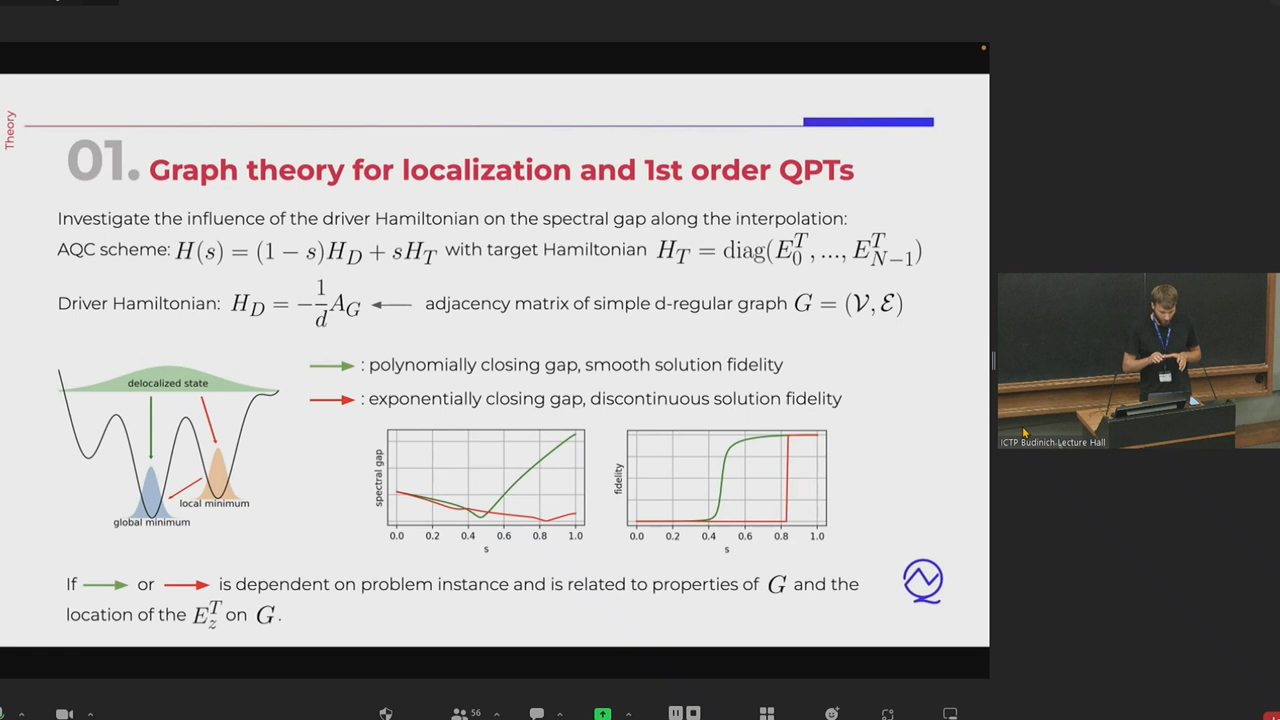 Theory
01. Graph theory for localization and 1st order QPTs
Investigate the influence of the driver Hamiltonian on the spectral gap along the interpolation:
AQC scheme: H(s) = (1 − s)H_D + sH_T with target Hamiltonian H_T = diag(E_0^T, ..., E_{N−1}^T)
Driver Hamiltonian: H_D = −\frac{1}{d}A_G ← adjacency matrix of simple d-regular graph G = (𝒱, ℰ)
delocalized state
local minimum
global minimum
→ : polynomially closing gap, smooth solution fidelity
→ : exponentially closing gap, discontinuous solution fidelity
spectral gap
0.0 0.2 0.4 0.6 0.8 1.0
s
fidelity
0.0 0.2 0.4 0.6 0.8 1.0
s
If → or → is dependent on problem instance and is related to properties of G and the
location of the E_z^T on G.
ICTP Budinich Lecture Hall
56